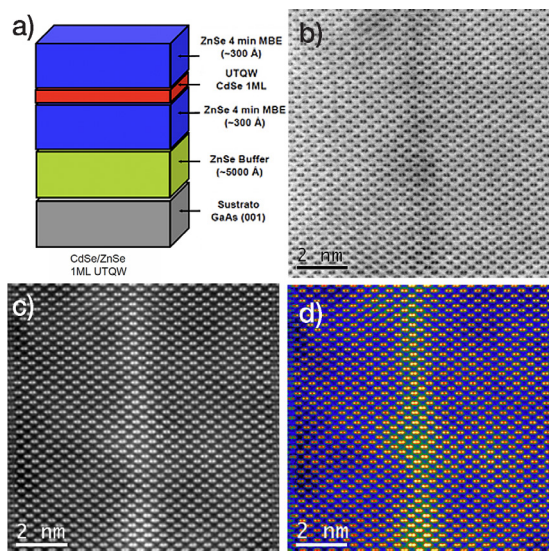 a)
ZnSe 4 min MBE
(~300 Å)
UTQW
CdSe 1ML
ZnSe 4 min MBE
(~300 Å)
ZnSe Buffer
(~5000 Å)
Sustrato
GaAs (001)
CdSe/ZnSe
1ML UTQW
b)
2 nm
c)
2 nm
d)
2 nm